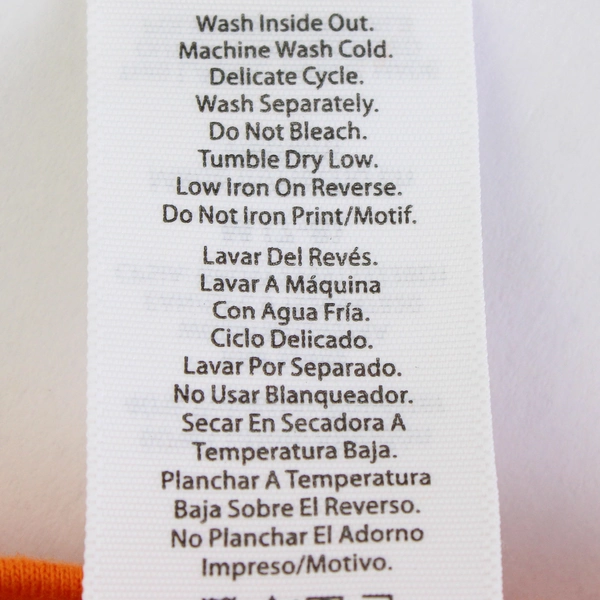 Wash Inside Out.
Machine Wash Cold.
Delicate Cycle.
Wash Separately.
Do Not Bleach.
Tumble Dry Low.
Low Iron On Reverse.
Do Not Iron Print/Motif.
Lavar Del Revés.
Lavar A Máquina
Con Agua Fría.
Ciclo Delicado.
Lavar Por Separado.
No Usar Blanqueador.
Secar En Secadora A
Temperatura Baja.
Planchar A Temperatura
Baja Sobre El Reverso.
No Planchar El Adorno
Impreso/Motivo.